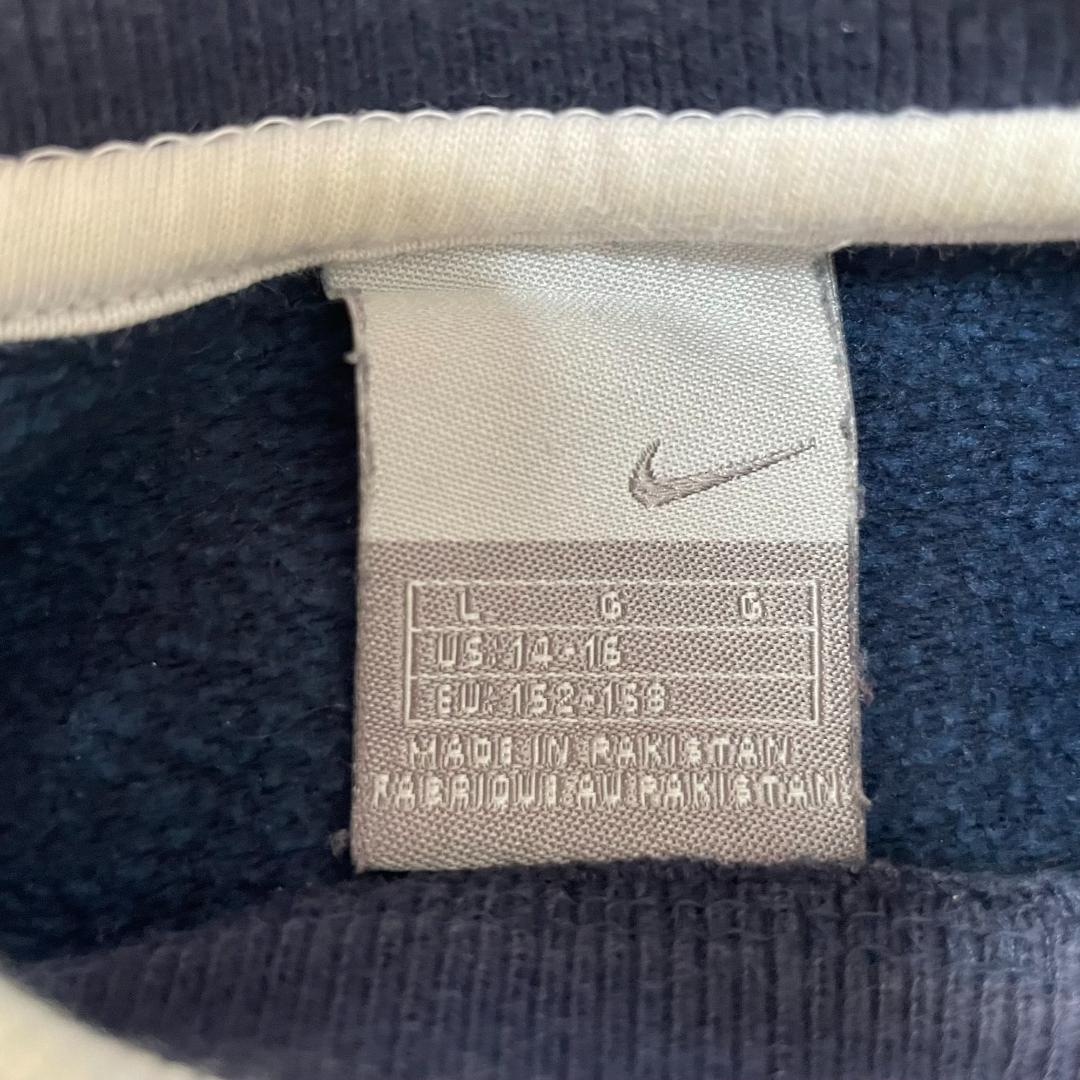 L G G
US: 14-16
EU: 152-158
MADE IN PAKISTAN
FABRIQUE AU PAKISTAN